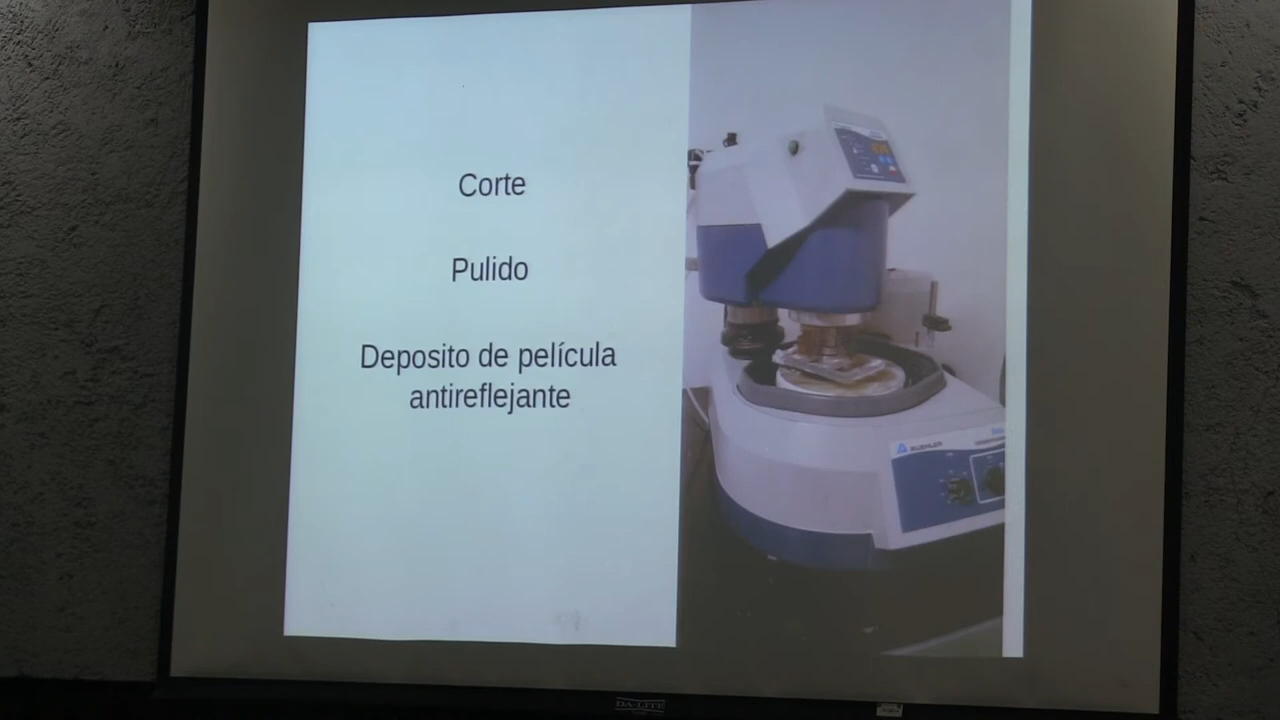 Corte
Pulido
Deposito de película
antireflejante
BUEHLER
DA-LITE